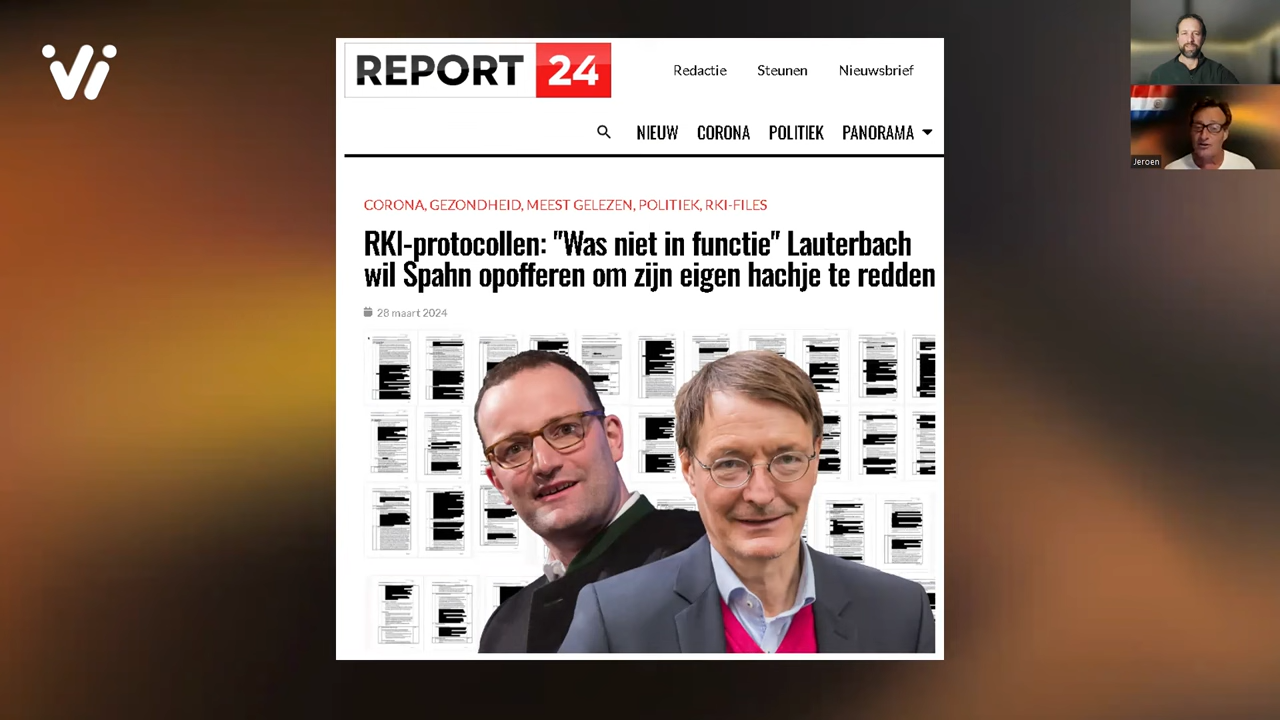 REPORT 24
Redactie Steunen Nieuwsbrief
NIEUW CORONA POLITIEK PANORAMA
CORONA, GEZONDHEID, MEEST GELEZEN, POLITIEK, RKI-FILES
RKI-protocollen: "Was niet in functie" Lauterbach
wil Spahn opofferen om zijn eigen hachje te redden
28 maart 2024
Jeroen